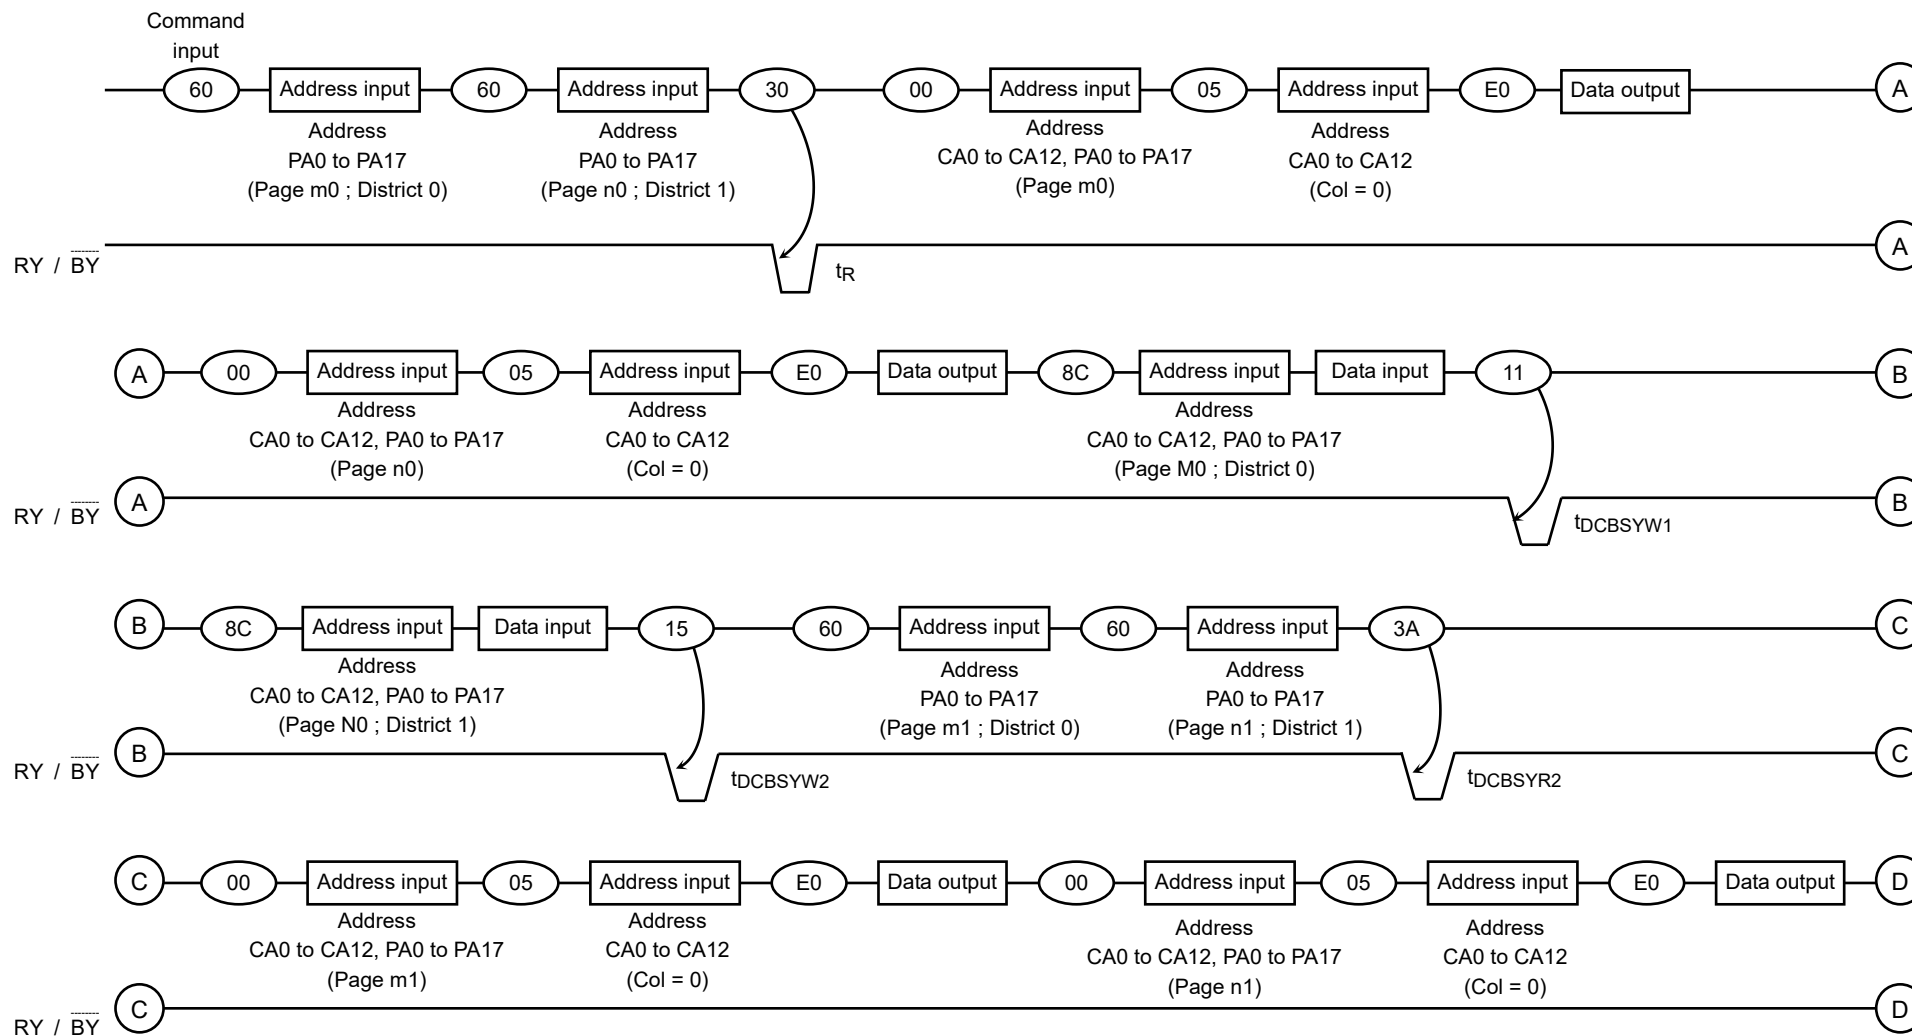 Command
input
60 Address input 60 Address input 30 00 Address input 05 Address input E0 Data output A
Address
PA0 to PA17
(Page m0 ; District 0)
Address
PA0 to PA17
(Page n0 ; District 1)
Address
CA0 to CA12, PA0 to PA17
(Page m0)
Address
CA0 to CA12
(Col = 0)
RY / BY A
tR
A 00 Address input 05 Address input E0 Data output 8C Address input Data input 11 B
Address
CA0 to CA12, PA0 to PA17
(Page n0)
Address
CA0 to CA12
(Col = 0)
Address
CA0 to CA12, PA0 to PA17
(Page M0 ; District 0)
RY / BY A B
tDCBSYW1
B 8C Address input Data input 15 60 Address input 60 Address input 3A C
Address
CA0 to CA12, PA0 to PA17
(Page N0 ; District 1)
Address
PA0 to PA17
(Page m1 ; District 0)
Address
PA0 to PA17
(Page n1 ; District 1)
RY / BY B C
tDCBSYW2 tDCBSYR2
C 00 Address input 05 Address input E0 Data output 00 Address input 05 Address input E0 Data output D
Address
CA0 to CA12, PA0 to PA17
(Page m1)
Address
CA0 to CA12
(Col = 0)
Address
CA0 to CA12, PA0 to PA17
(Page n1)
Address
CA0 to CA12
(Col = 0)
RY / BY C D